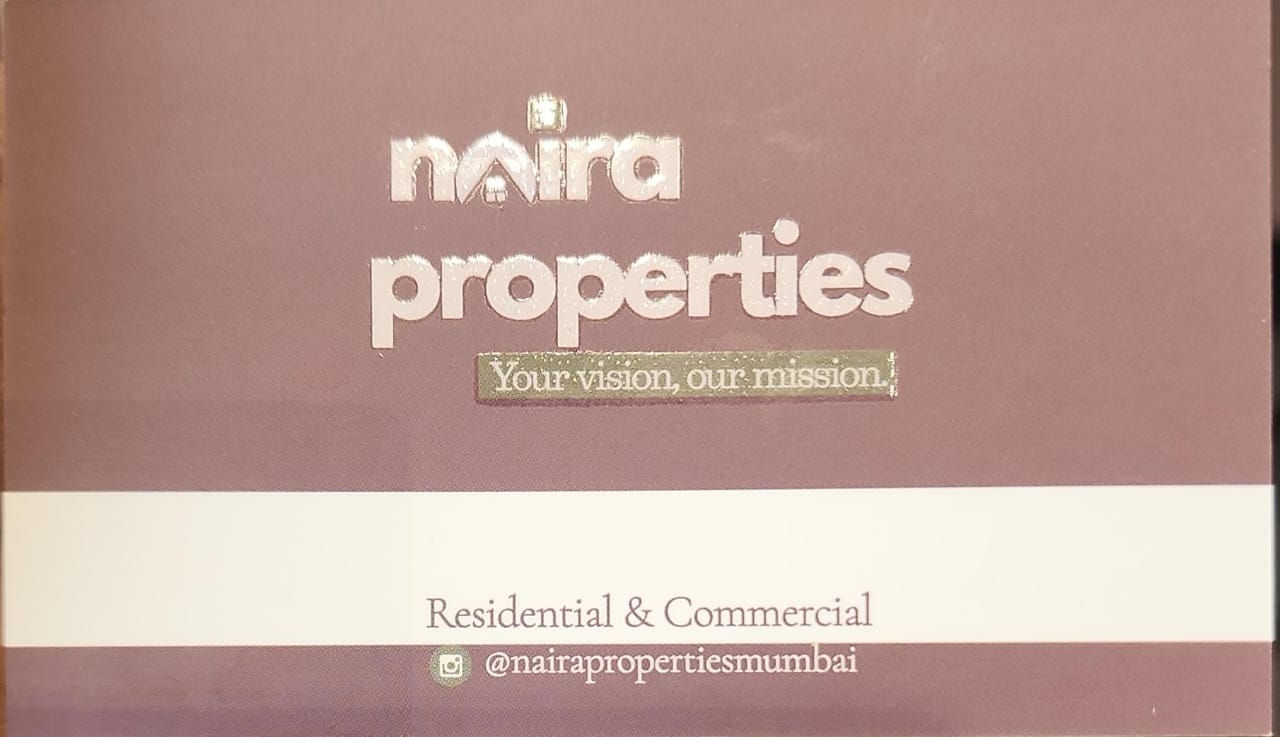 naira
properties
Your vision, our mission.
Residential & Commercial
@nairapropertiesmumbai